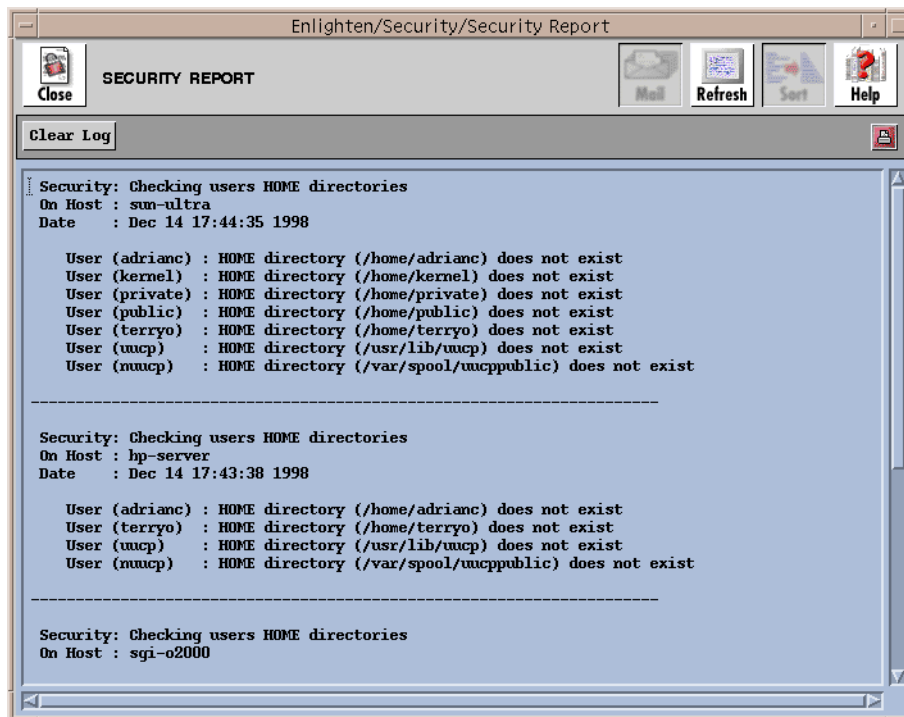 Enlighten/Security/Security Report
Close
SECURITY REPORT
Mail
Refresh
Sort
Help
Clear Log
Security: Checking users HOME directories
On Host : sun-ultra
Date    : Dec 14 17:44:35 1998
User (adrianc) : HOME directory (/home/adrianc) does not exist
User (kernel)  : HOME directory (/home/kernel) does not exist
User (private) : HOME directory (/home/private) does not exist
User (public)  : HOME directory (/home/public) does not exist
User (terryo)  : HOME directory (/home/terryo) does not exist
User (uucp)    : HOME directory (/usr/lib/uucp) does not exist
User (nuucp)   : HOME directory (/var/spool/uucppublic) does not exist
----------------------------------------------------------------------
Security: Checking users HOME directories
On Host : hp-server
Date    : Dec 14 17:43:38 1998
User (adrianc) : HOME directory (/home/adrianc) does not exist
User (terryo)  : HOME directory (/home/terryo) does not exist
User (uucp)    : HOME directory (/usr/lib/uucp) does not exist
User (nuucp)   : HOME directory (/var/spool/uucppublic) does not exist
----------------------------------------------------------------------
Security: Checking users HOME directories
On Host : sgi-o2000